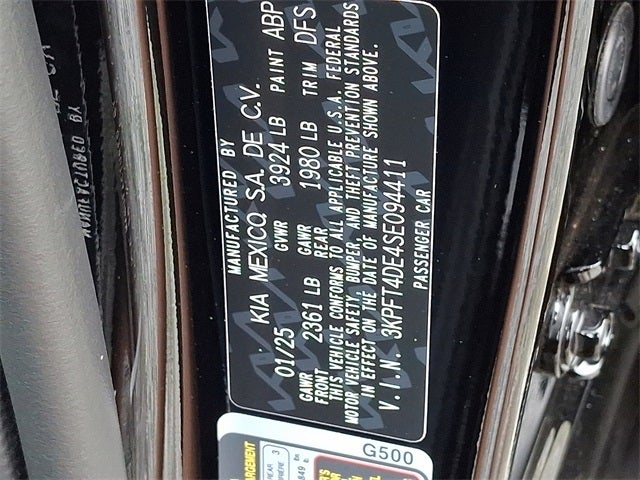 MANUFACTURED BY
KIA MEXICO, S.A. DE C.V.
01/25 GVWR 3924 LB PAINT ABP
GAWR FRONT 2361 LB GAWR REAR 1980 LB TRIM DFS
THIS VEHICLE CONFORMS TO ALL APPLICABLE U.S.A. FEDERAL
MOTOR VEHICLE SAFETY, BUMPER, AND THEFT PREVENTION STANDARDS
IN EFFECT ON THE DATE OF MANUFACTURE SHOWN ABOVE.
V.I.N. 3KPFT4DE4SE094411
PASSENGER CAR
G500